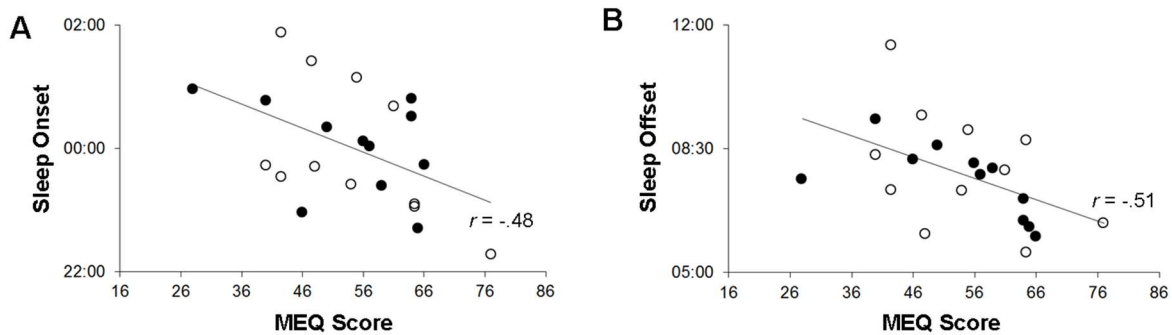 A
02:00
00:00
22:00
Sleep Onset
r = -.48
16 26 36 46 56 66 76 86
MEQ Score
B
12:00
08:30
05:00
Sleep Offset
r = -.51
16 26 36 46 56 66 76 86
MEQ Score